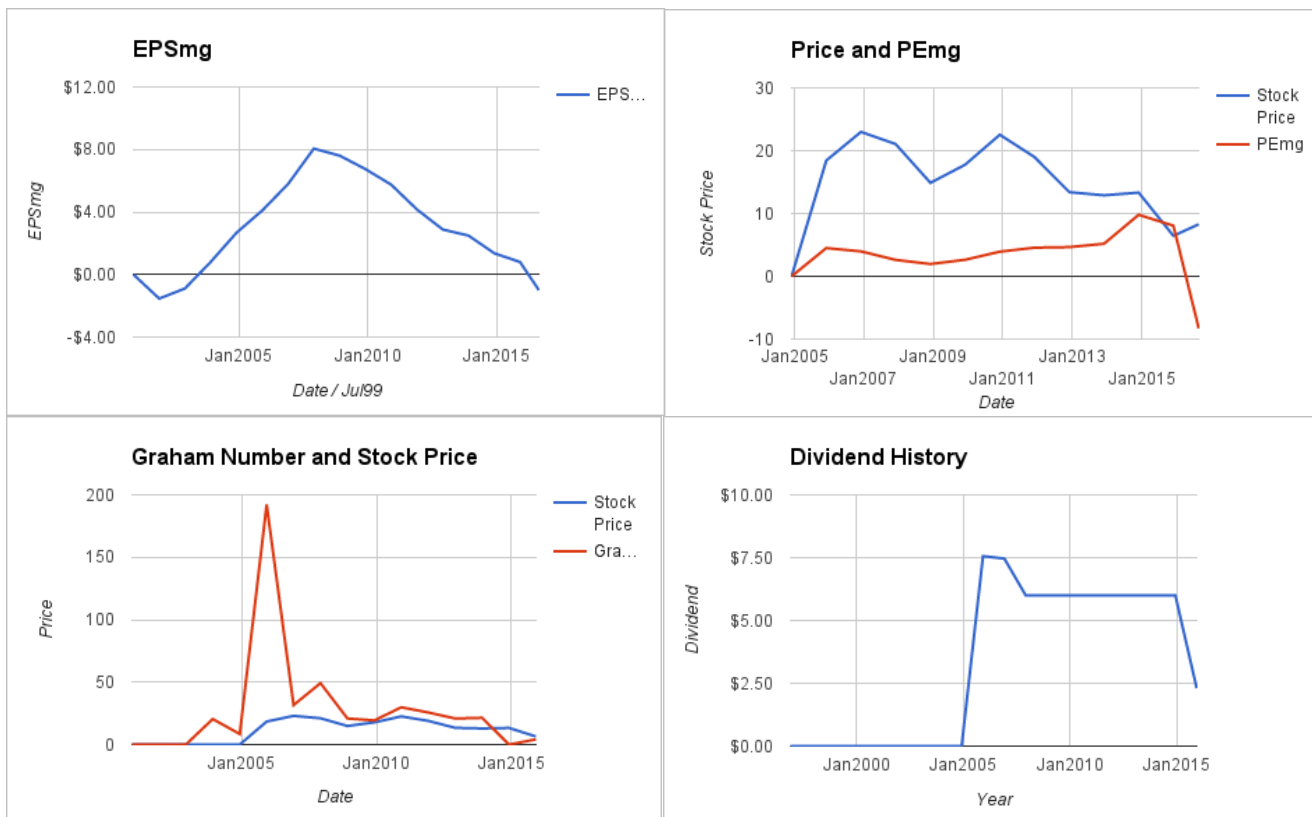 EPSmg
$12.00
$8.00
$4.00
$0.00
-$4.00
EPSmg
EPS...
Jan2005 Jan2010 Jan2015
Date / Jul99
Price and PEmg
30
20
10
0
-10
Stock Price
Stock
Price
PEmg
Jan2005 Jan2009 Jan2013
Jan2007 Jan2011 Jan2015
Date
Graham Number and Stock Price
200
150
100
50
0
Price
Stock
Price
Gra...
Jan2005 Jan2010 Jan2015
Date
Dividend History
$10.00
$7.50
$5.00
$2.50
$0.00
Dividend
Jan2000 Jan2005 Jan2010 Jan2015
Year